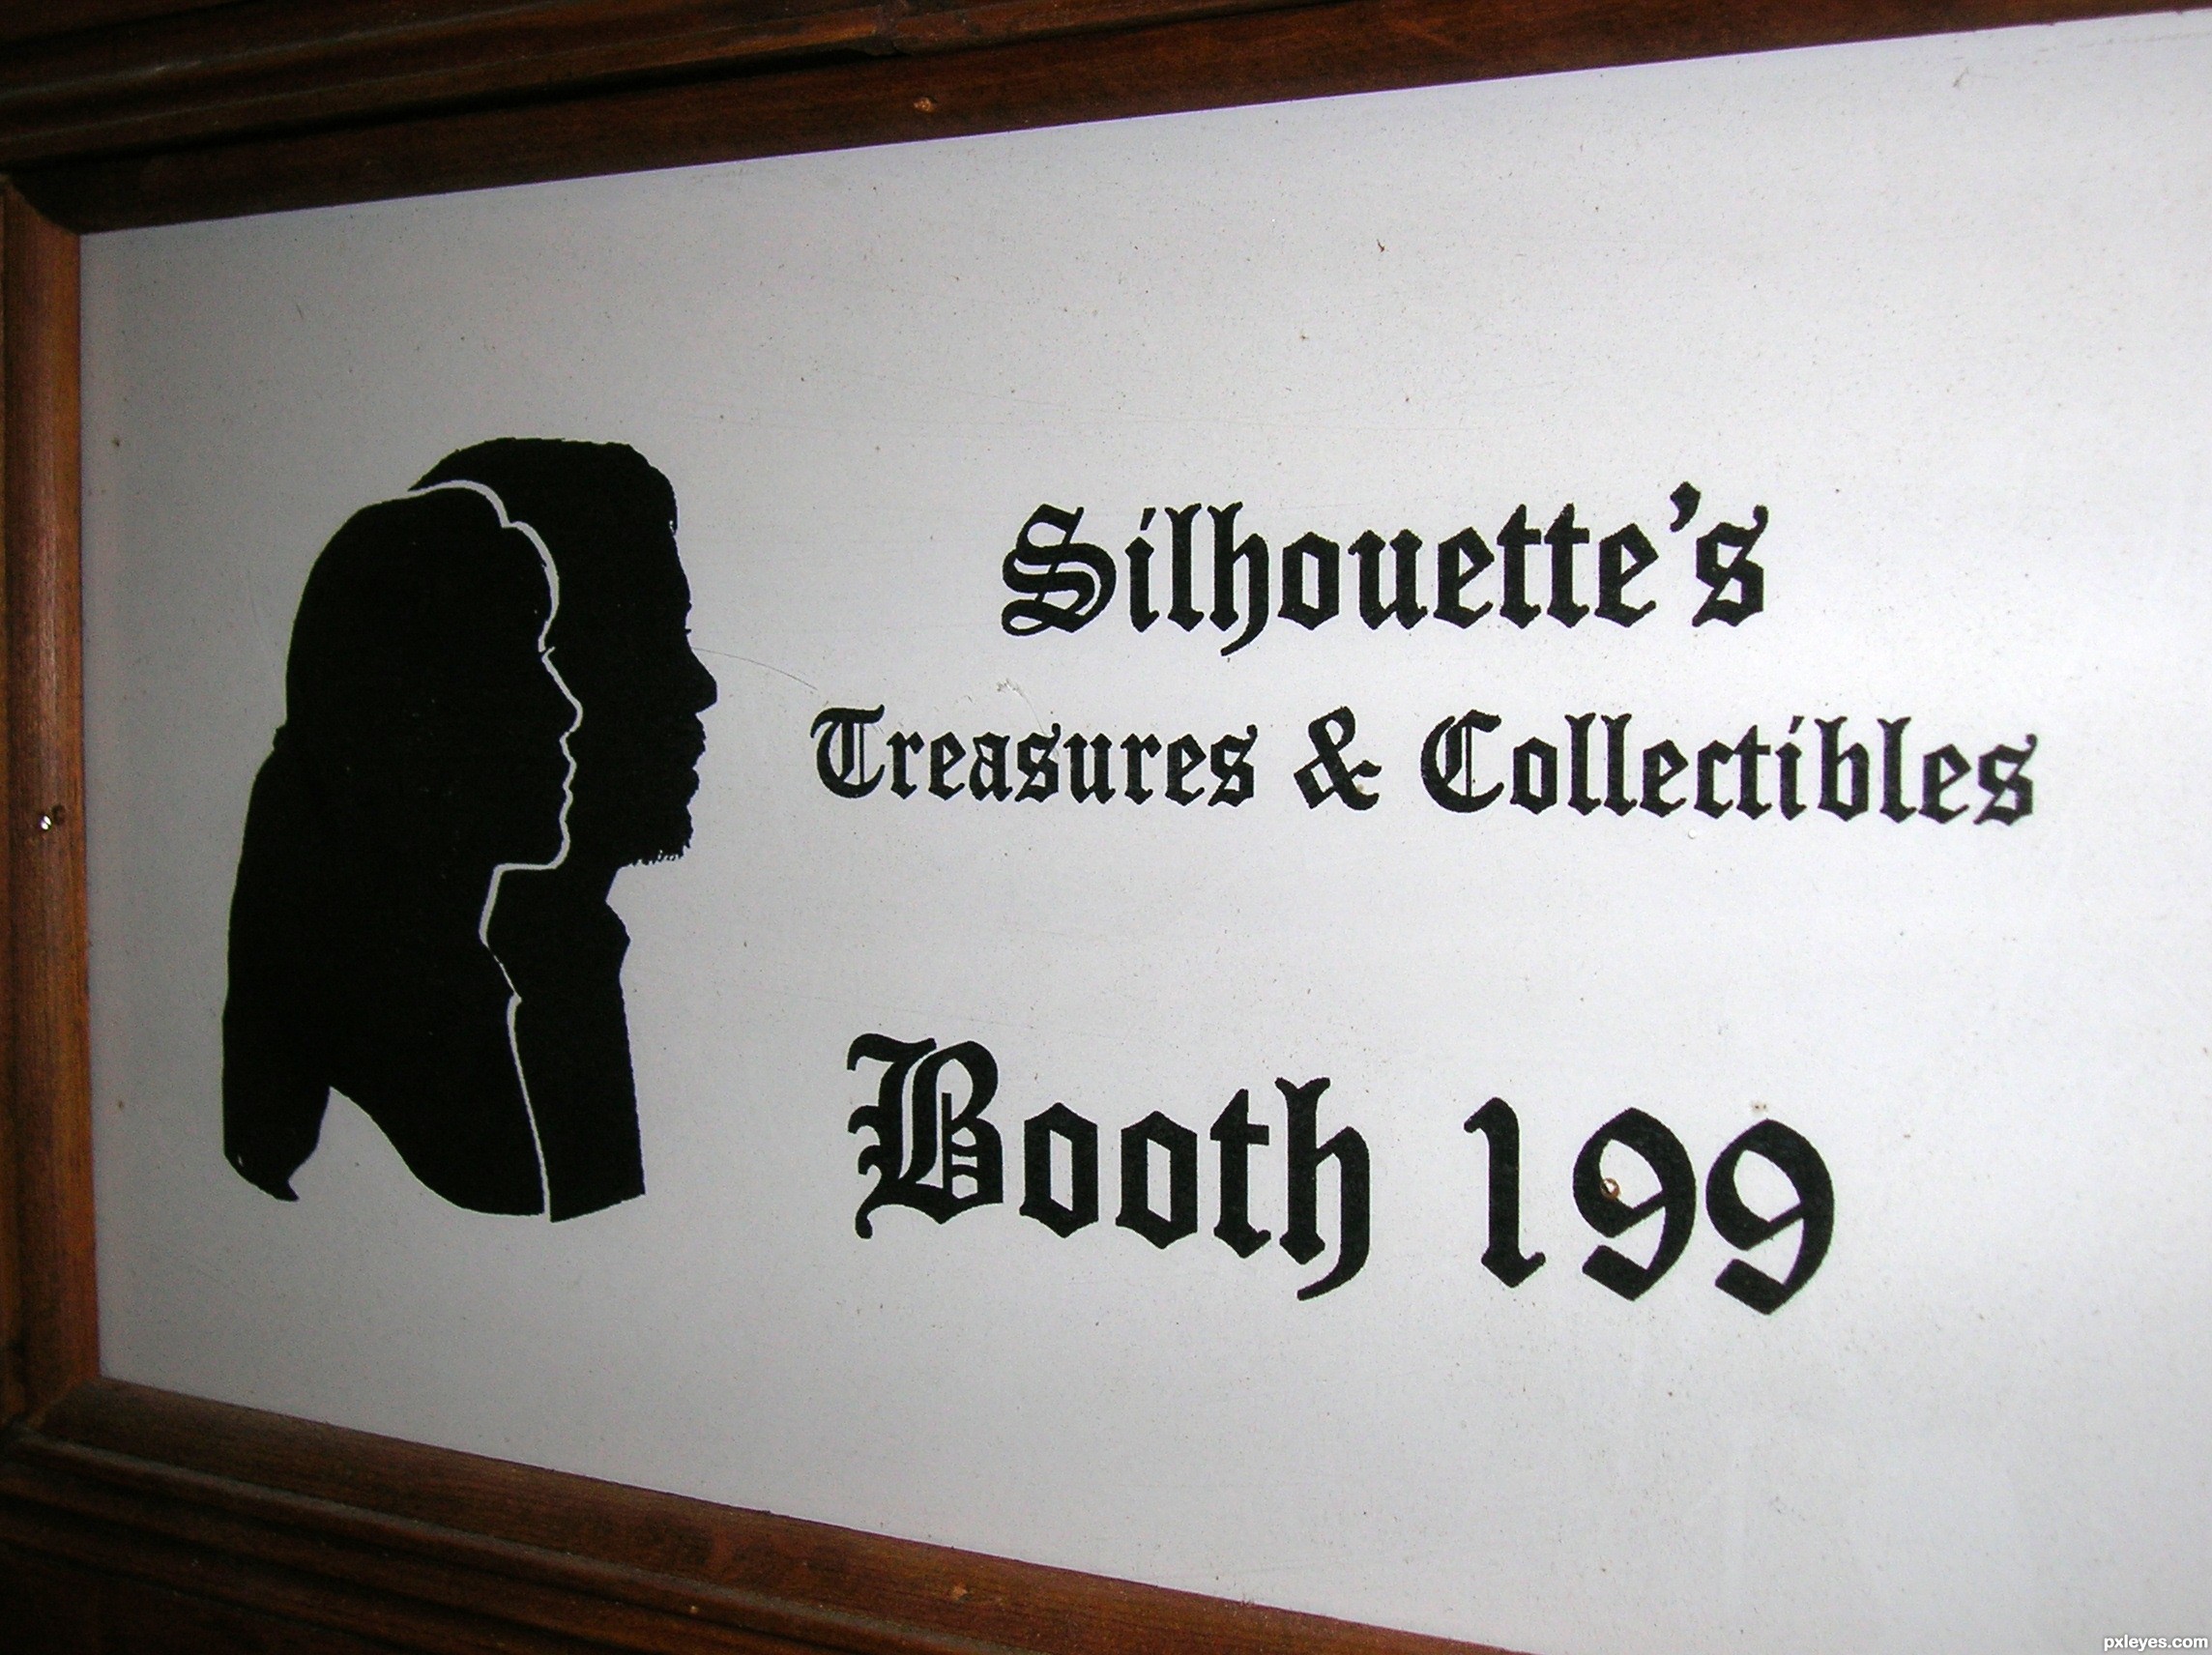 Silhouette's
Treasures & Collectibles
Booth 199
pxleyes.com